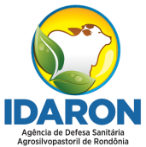 IDARON
Agência de Defesa Sanitária
Agrosilvopastoril de Rondônia